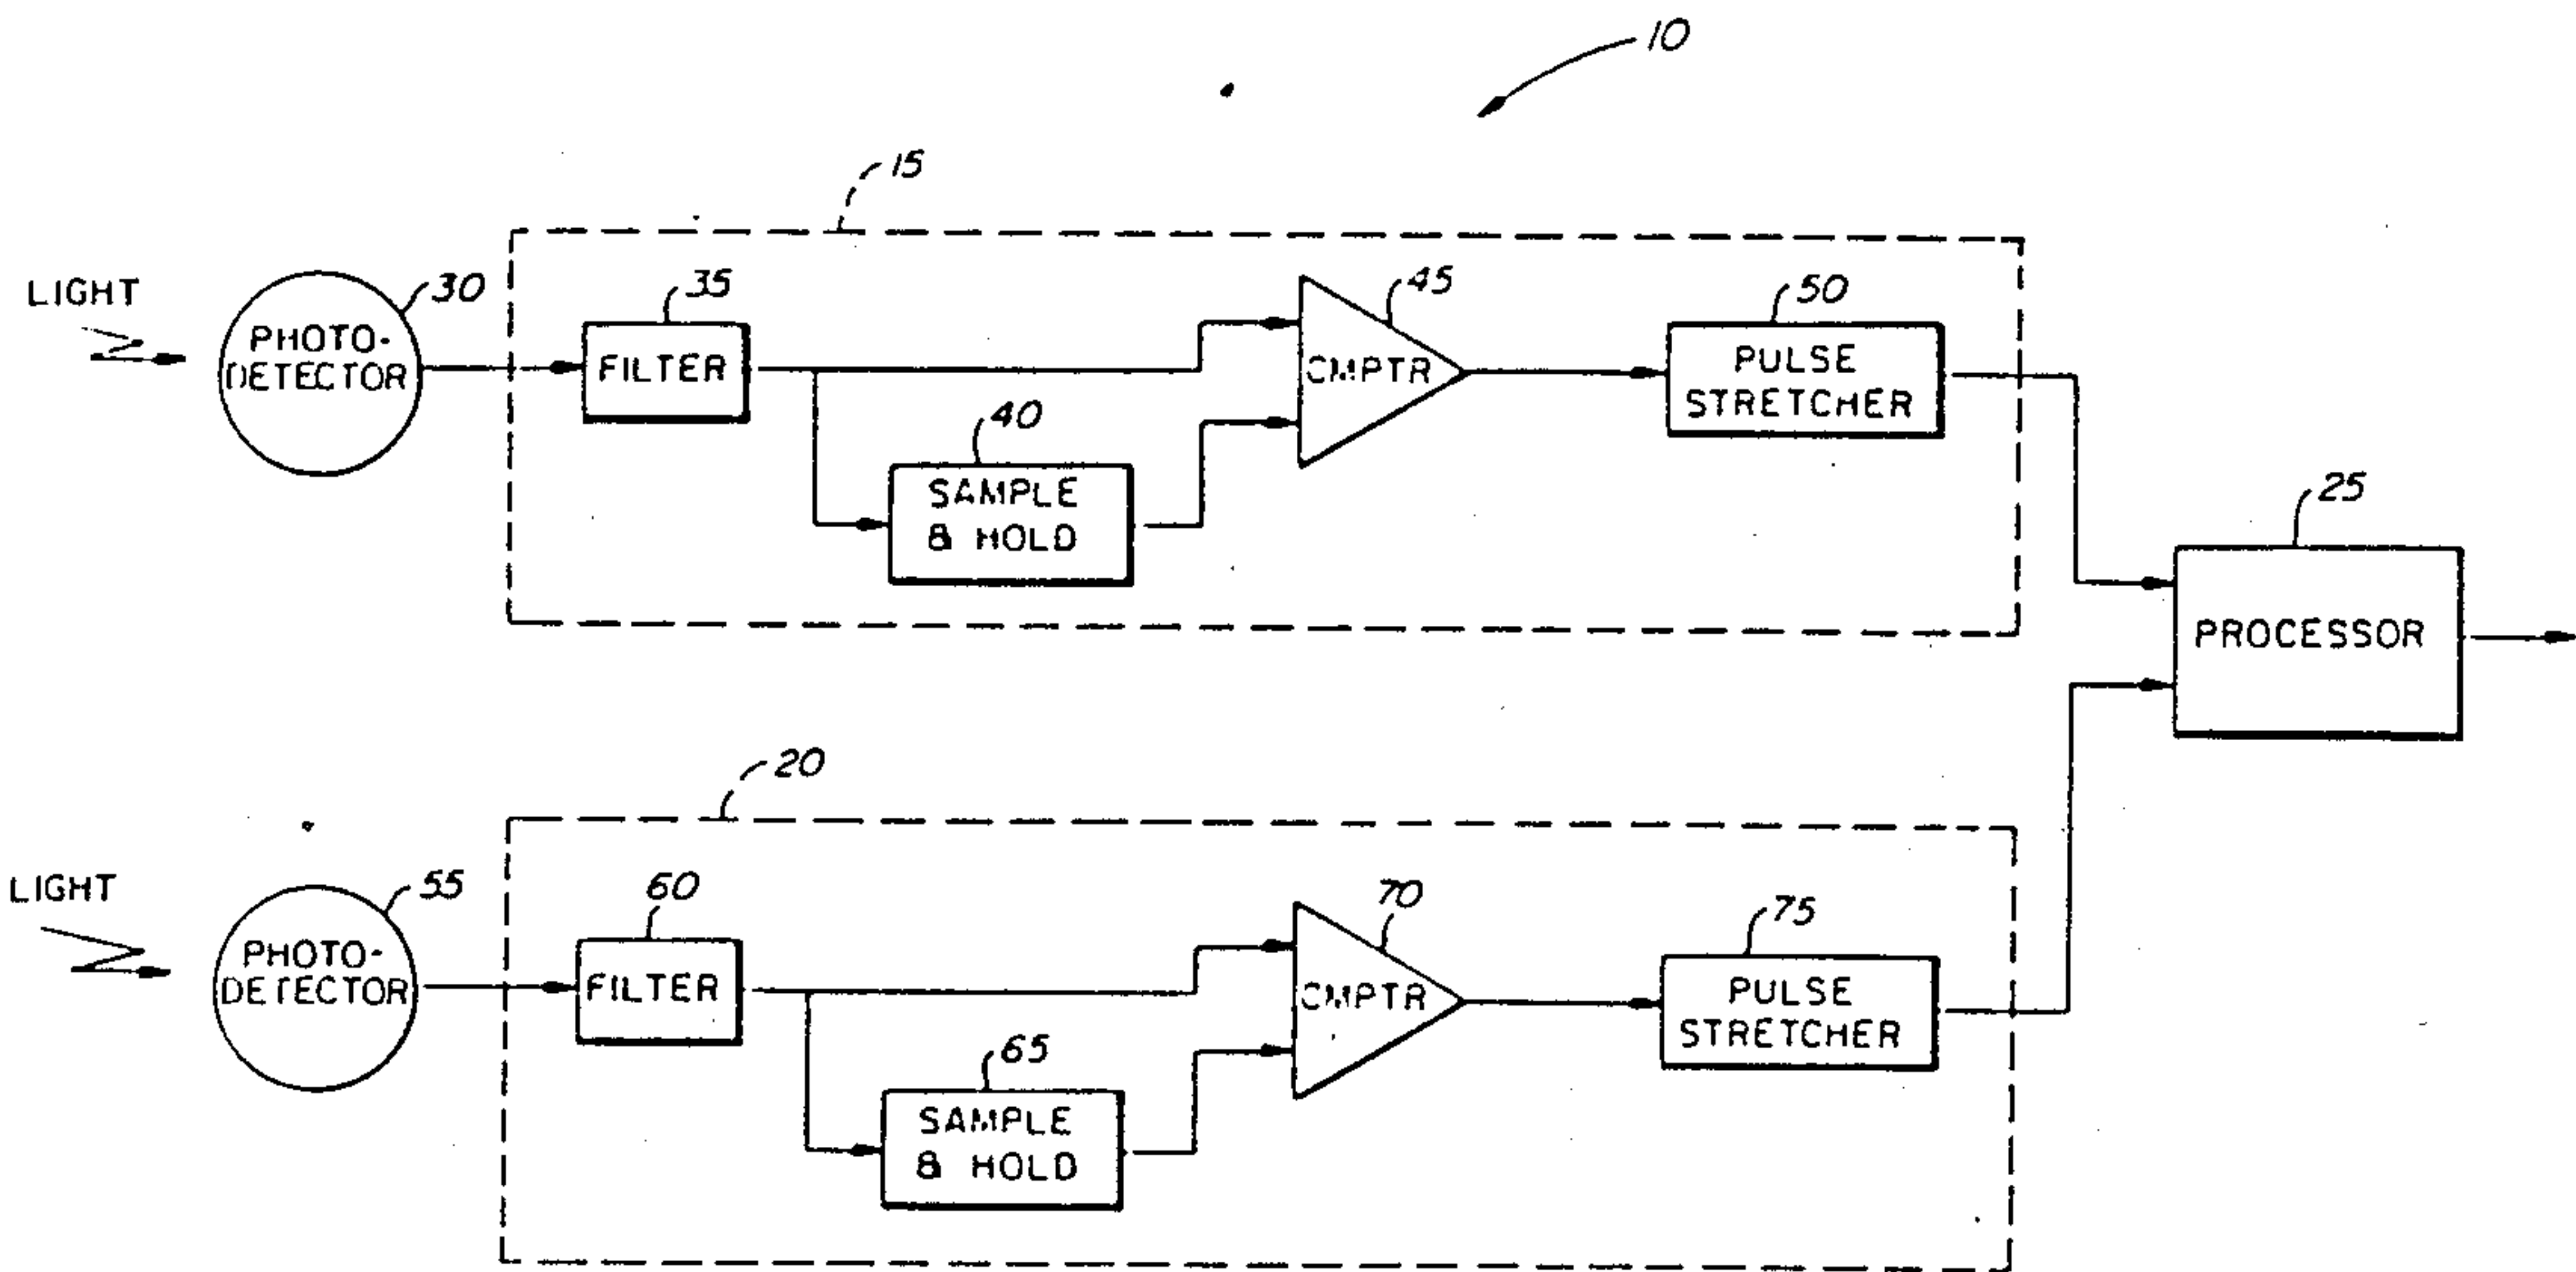 10
15
LIGHT
30
PHOTO-
DETECTOR
35
FILTER
40
SAMPLE
& HOLD
45
CMPTR
50
PULSE
STRETCHER
25
PROCESSOR
20
LIGHT
55
PHOTO-
DETECTOR
60
FILTER
65
SAMPLE
& HOLD
70
CMPTR
75
PULSE
STRETCHER